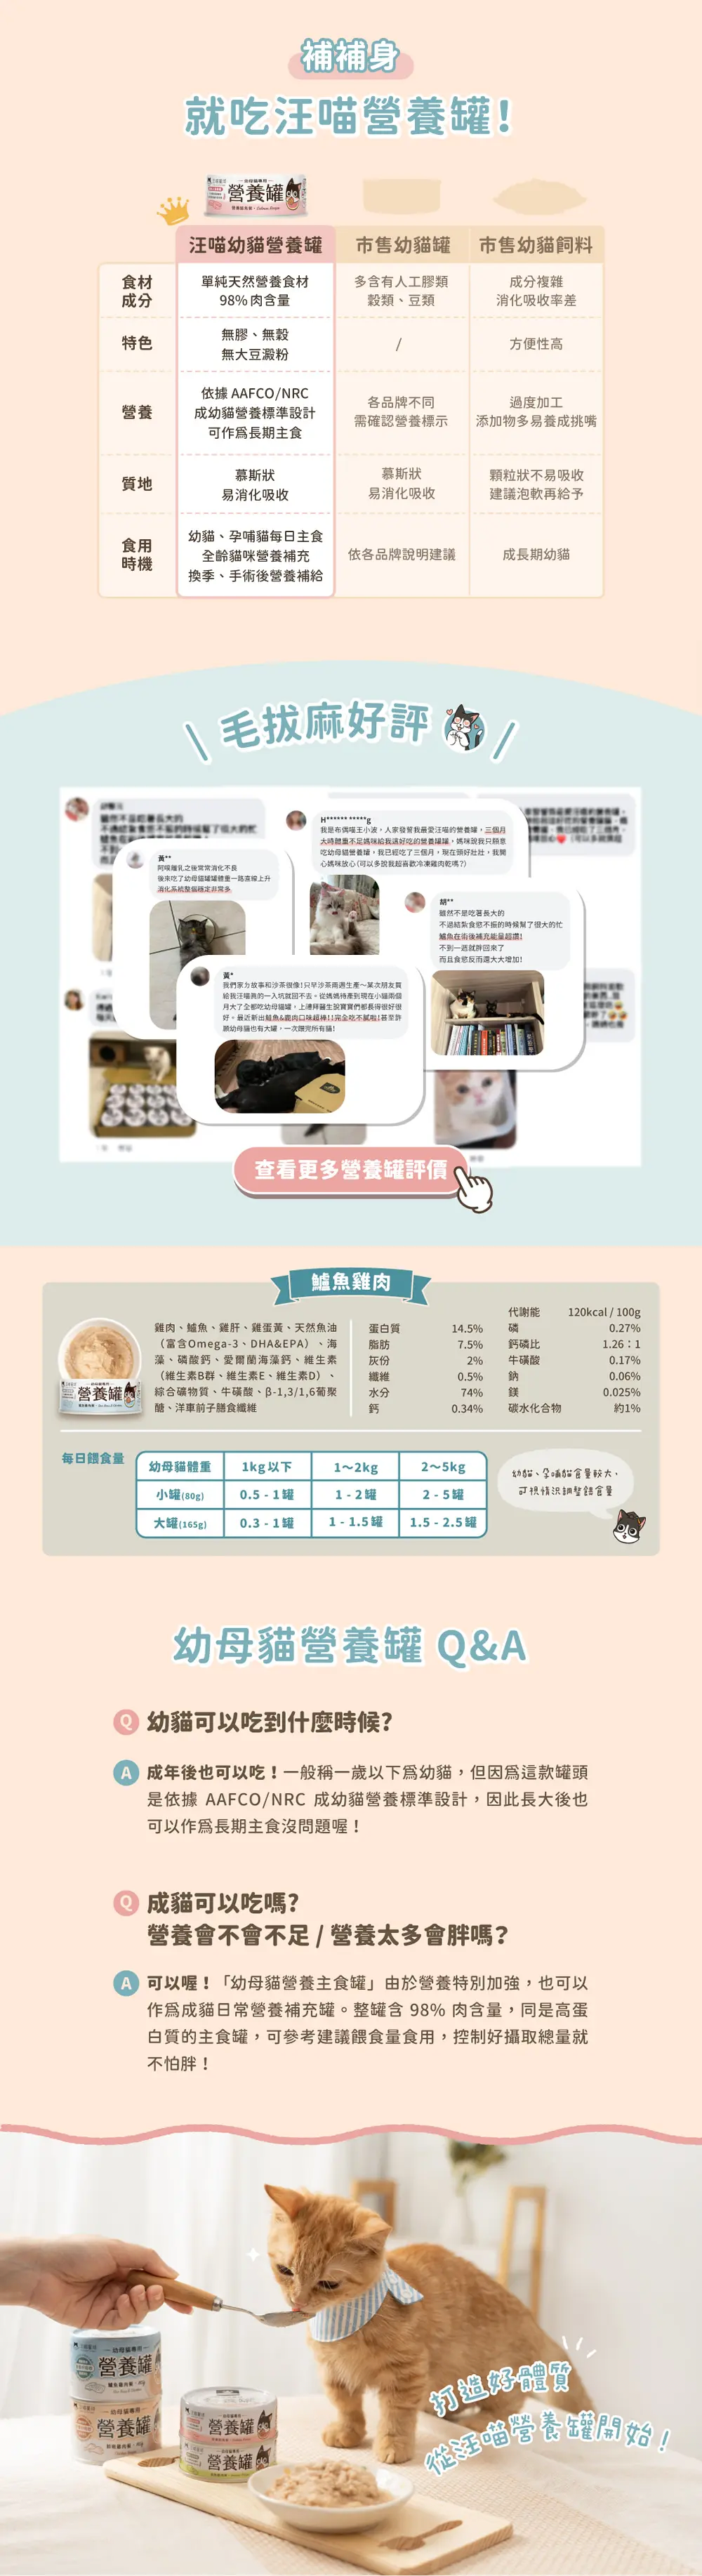 補補身
就吃汪喵營養罐!
營養罐
汪喵幼貓營養罐
市售幼貓罐
市售幼貓飼料
食材
成分
單純天然營養食材
98% 肉含量
多含有人工膠類
穀類、豆類
成分複雜
消化吸收率差
特色
無膠、無穀
無大豆澱粉
/
方便性高
營養
依據 AAFCO/NRC
成幼貓營養標準設計
可作為長期主食
各品牌不同
需確認營養標示
過度加工
添加物多易養成挑嘴
質地
慕斯狀
易消化吸收
慕斯狀
易消化吸收
顆粒狀不易吸收
建議泡軟再給予
食用
時機
幼貓、孕哺貓每日主食
全齡貓咪營養補充
換季、手術後營養補給
依各品牌說明建議
成長期幼貓
毛拔麻好評
H****** *****g
我是布偶喵王小波，人家發誓我最愛汪喵的營養罐，三個月
大時體重不足媽咪給我這好吃的營養罐罐，媽咪說我只願意
吃幼母貓營養罐，我已經吃了三個月，現在頭好壯壯，我開
心媽咪放心(可以多說我超喜歡冷凍雞肉乾嗎?)
黃**
阿嬤離乳之後常常消化不良
後來吃了幼母貓罐罐體重一路直線上升
消化系統整個穩定非常多
胡**
雖然不是吃著長大的
不過結紮食慾不振的時候幫了很大的忙
鱸魚在術後補充能量超讚!
不到一週就胖回來了
而且食慾反而還大大增加!
黃*
我們家ㄉ故事和沙茶很像!只早沙茶兩週生產～某次朋友買
給我汪喵真的一入坑就回不去。從媽媽待產到現在小貓兩個
月大了全都吃幼母貓罐，上禮拜醫生說寶寶們都長得很好很
好。最近新出鮭魚&鹿肉口味超棒!!完全吃不膩啦!甚至許
願幼母貓也有大罐，一次餵完所有貓!
查看更多營養罐評價
鱸魚雞肉
營養罐
雞肉、鱸魚、雞肝、雞蛋黃、天然魚油
（富含Omega-3、DHA&EPA）、海
藻、磷酸鈣、愛爾蘭海藻鈣、維生素
（維生素B群、維生素E、維生素D）、
綜合礦物質、牛磺酸、β-1,3/1,6葡聚
醣、洋車前子膳食纖維
蛋白質 14.5%
脂肪 7.5%
灰份 2%
纖維 0.5%
水分 74%
鈣 0.34%
代謝能 120kcal / 100g
磷 0.27%
鈣磷比 1.26：1
牛磺酸 0.17%
鈉 0.06%
鎂 0.025%
碳水化合物 約1%
每日餵食量
幼母貓體重 1kg以下 1～2kg 2～5kg
小罐(80g) 0.5 - 1罐 1 - 2罐 2 - 5罐
大罐(165g) 0.3 - 1罐 1 - 1.5罐 1.5 - 2.5罐
幼貓、孕哺貓食量較大，
可視情況調整餵食量
幼母貓營養罐 Q&A
Q 幼貓可以吃到什麼時候?
A 成年後也可以吃！一般稱一歲以下為幼貓，但因為這款罐頭
是依據 AAFCO/NRC 成幼貓營養標準設計，因此長大後也
可以作為長期主食沒問題喔！
Q 成貓可以吃嗎?
營養會不會不足 / 營養太多會胖嗎?
A 可以喔！「幼母貓營養主食罐」由於營養特別加強，也可以
作為成貓日常營養補充罐。整罐含 98% 肉含量，同是高蛋
白質的主食罐，可參考建議餵食量食用，控制好攝取總量就
不怕胖！
營養罐
營養罐
營養罐
營養罐
打造好體質
從汪喵營養罐開始！